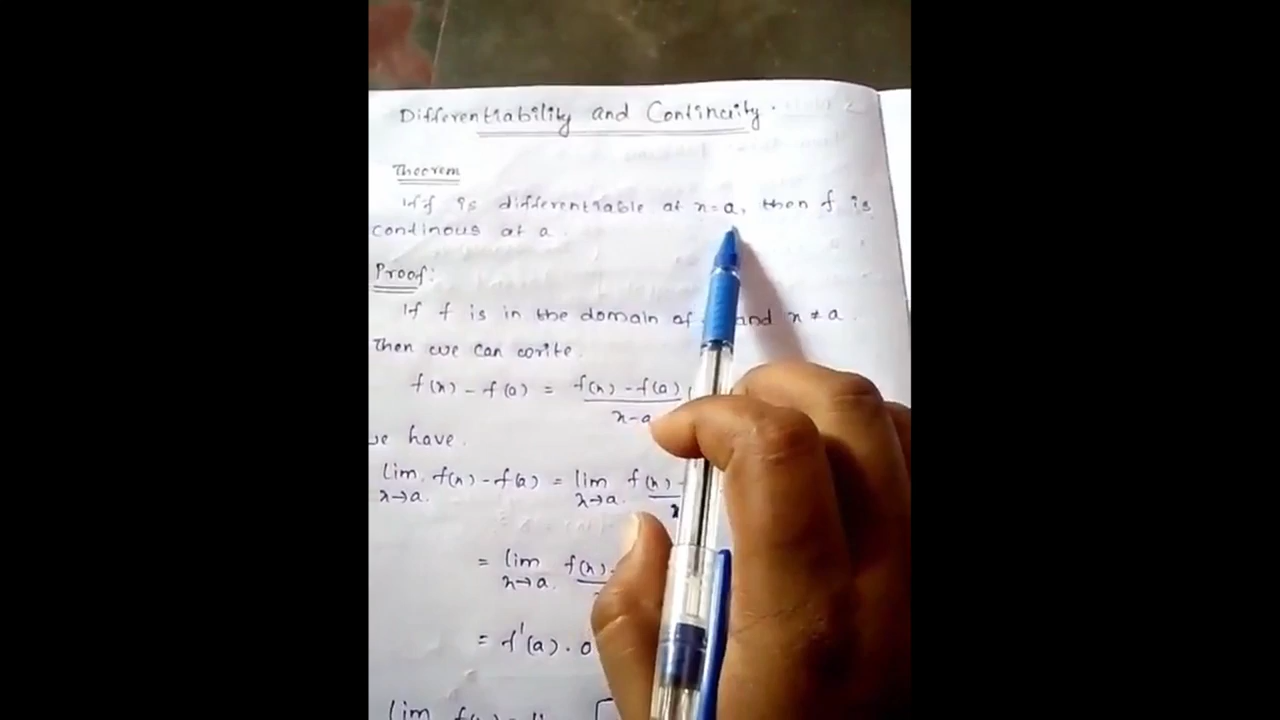 Differentiability and Continuity.
Theorem
If f is differentiable at x=a, then f is
continous at a.
Proof:
If f is in the domain of and x ≠ a.
Then we can write.
f(x) - f(a) = f(x) - f(a)
x-a
we have.
Lim f(x) - f(a) = lim f(x) -
x→a. x→a. x
= lim f(x) -
x→a.
= f'(a) . 0
Lim